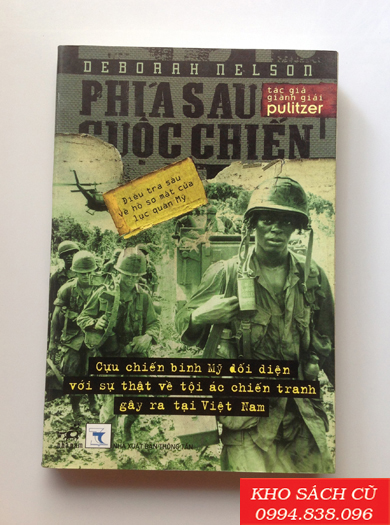 DEBORAH NELSON
PHÍA SAU
CUỘC CHIẾN
tác giả
giành giải
pulitzer
Điều tra sâu
về hồ sơ mật của
lục quân Mỹ
Cựu chiến binh Mỹ đối diện
với sự thật về tội ác chiến tranh
gây ra tại Việt Nam
NHÀ XUẤT BẢN THÔNG TẤN
KHO SÁCH CŨ
0994.838.096